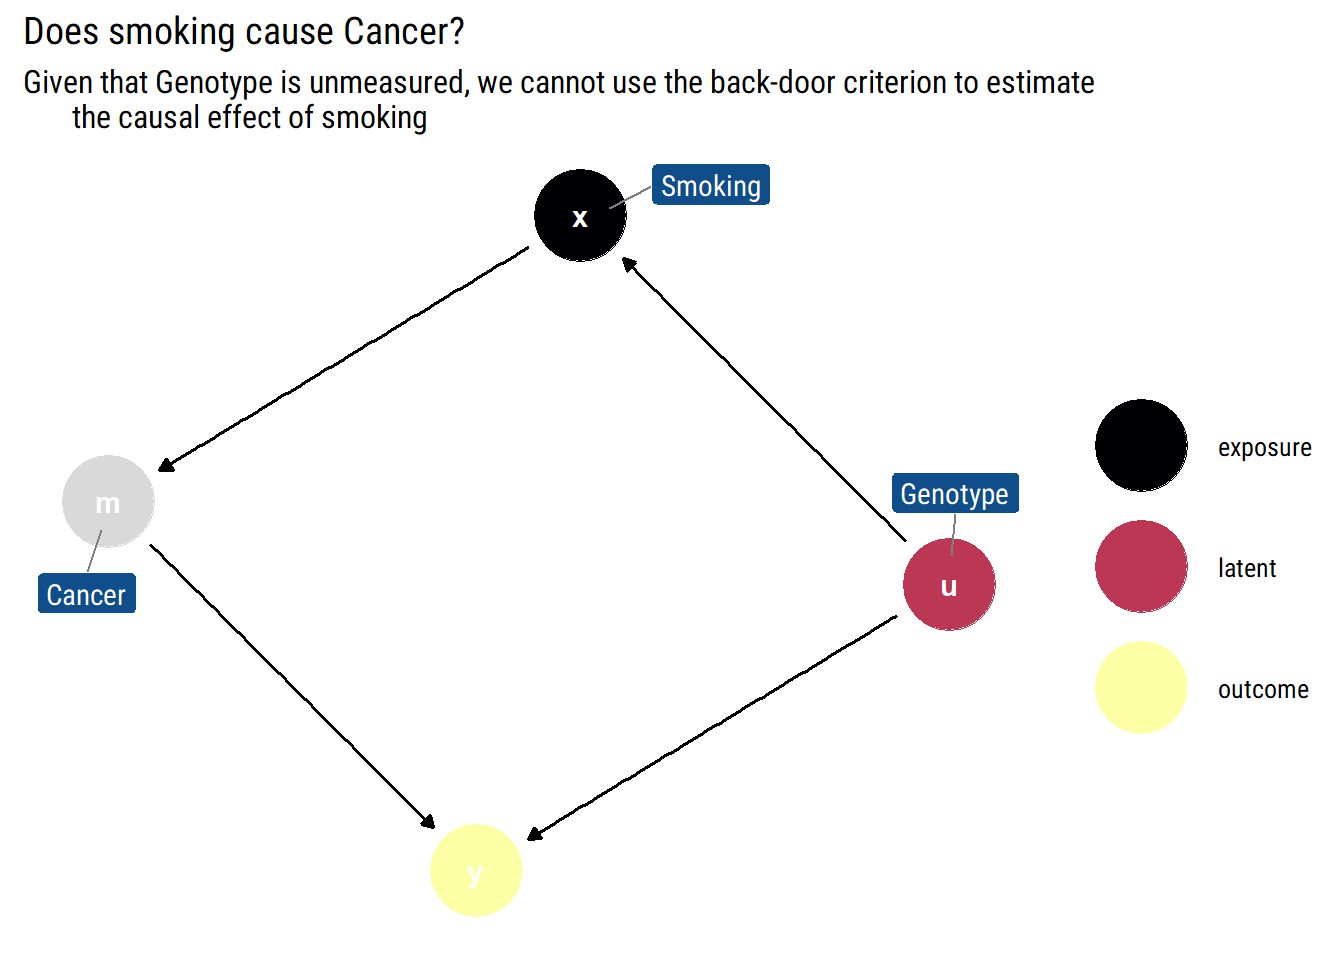 Does smoking cause Cancer?
Given that Genotype is unmeasured, we cannot use the back-door criterion to estimate
the causal effect of smoking
Smoking
x
exposure
Genotype
m
latent
u
Cancer
outcome
y